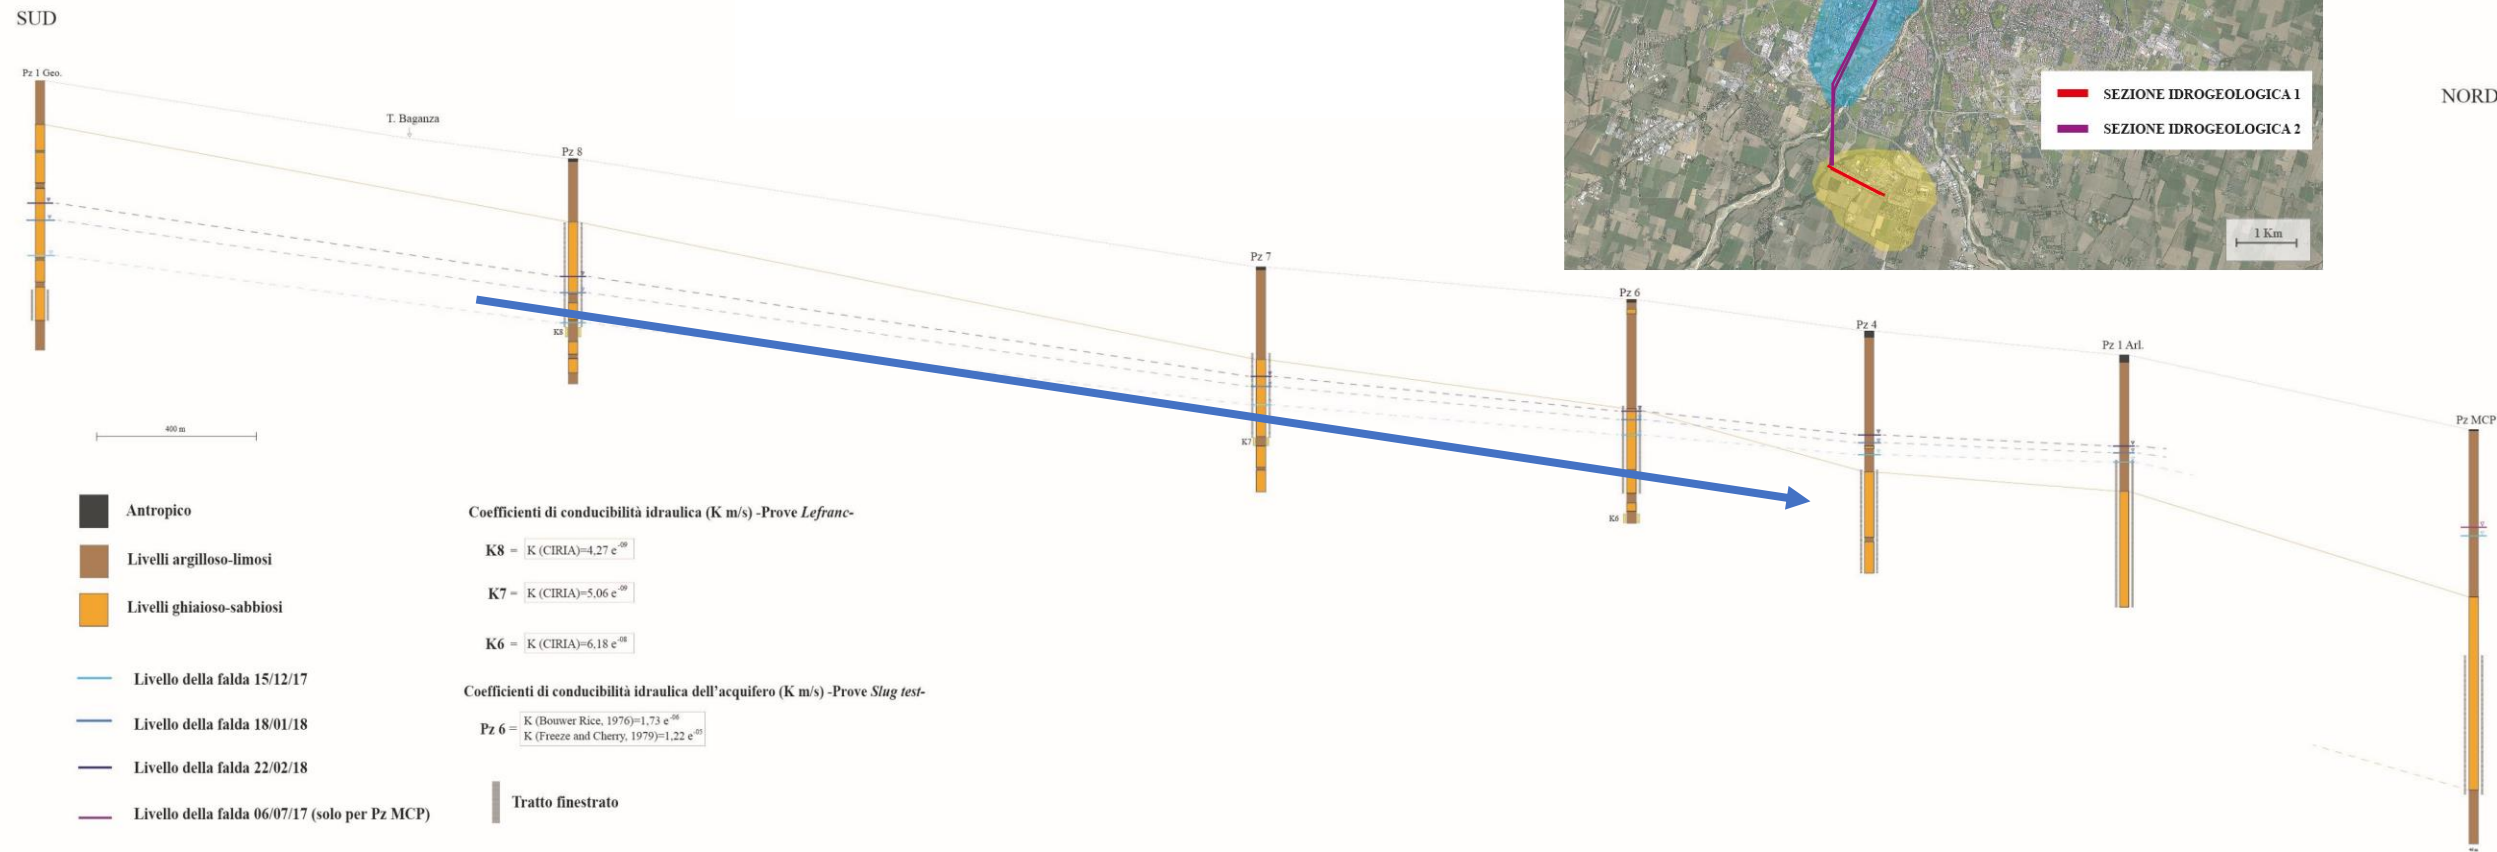 SUD
NORD
Pz 1 Geo.
T. Baganza
Pz 8
K8
Pz 7
K7
Pz 6
K6
Pz 4
Pz 1 Arl.
Pz MCP
SEZIONE IDROGEOLOGICA 1
SEZIONE IDROGEOLOGICA 2
1 Km
400 m
Antropico
Livelli argilloso-limosi
Livelli ghiaioso-sabbiosi
Livello della falda 15/12/17
Livello della falda 18/01/18
Livello della falda 22/02/18
Livello della falda 06/07/17 (solo per Pz MCP)
Coefficienti di conducibilità idraulica (K m/s) -Prove Lefranc-
K8 = K (CIRIA)=4,27 e-09
K7 = K (CIRIA)=5,06 e-09
K6 = K (CIRIA)=6,18 e-08
Coefficienti di conducibilità idraulica dell'acquifero (K m/s) -Prove Slug test-
Pz 6 = K (Bouwer Rice, 1976)=1,73 e-06
K (Freeze and Cherry, 1979)=1,22 e-05
Tratto finestrato